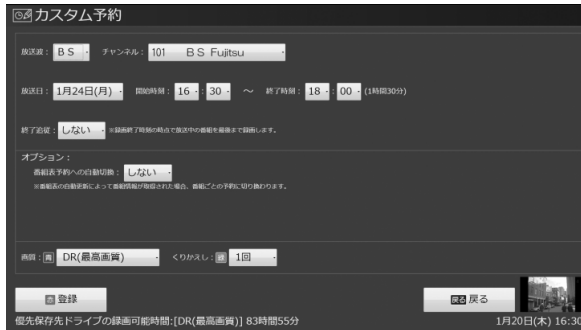 カスタム予約
放送波： BS チャンネル： 101 BS Fujitsu
放送日： 1月24日(月) 開始時刻： 16 : 30 ～ 終了時刻： 18 : 00 (1時間30分)
終了追従： しない ※録画終了時刻の時点で放送中の番組を最後まで録画します。
オプション：
番組表予約への自動切換： しない
※番組表の自動更新によって番組情報が取得された場合、番組ごとの予約に切り換わります。
画質： 青 DR(最高画質) くりかえし： 緑 1回
登録 戻る 戻る
優先保存先ドライブの録画可能時間:[DR(最高画質)] 83時間55分 1月20日(木) 16:30